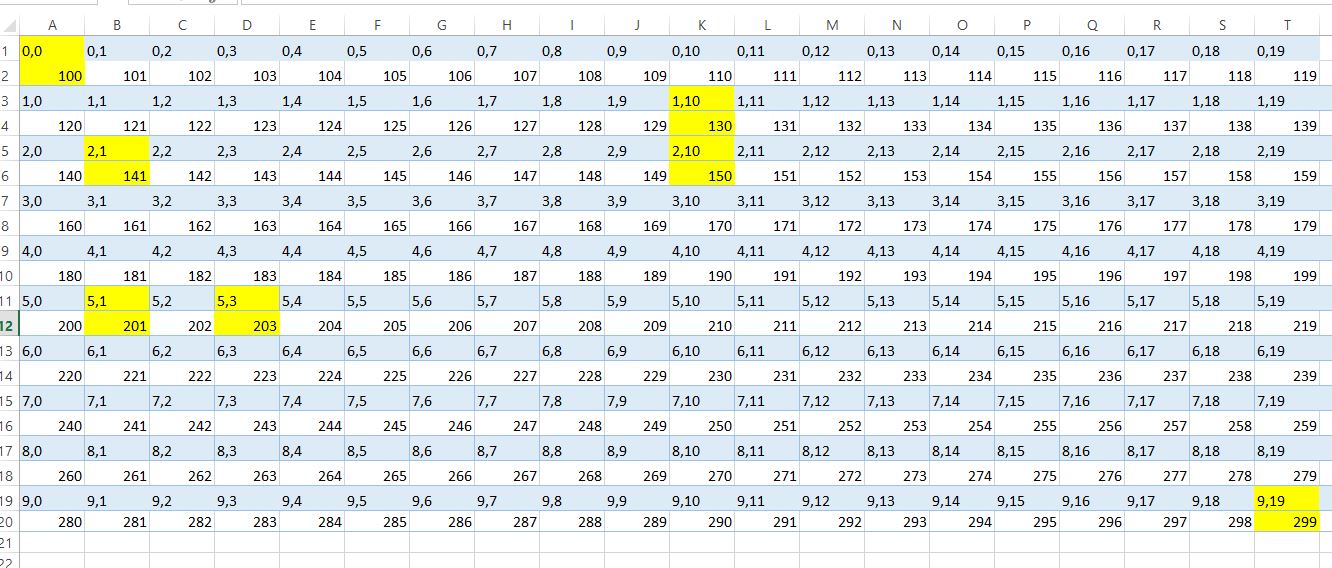 A B C D E F G H I J K L M N O P Q R S T
1 0,0 0,1 0,2 0,3 0,4 0,5 0,6 0,7 0,8 0,9 0,10 0,11 0,12 0,13 0,14 0,15 0,16 0,17 0,18 0,19
2 100 101 102 103 104 105 106 107 108 109 110 111 112 113 114 115 116 117 118 119
3 1,0 1,1 1,2 1,3 1,4 1,5 1,6 1,7 1,8 1,9 1,10 1,11 1,12 1,13 1,14 1,15 1,16 1,17 1,18 1,19
4 120 121 122 123 124 125 126 127 128 129 130 131 132 133 134 135 136 137 138 139
5 2,0 2,1 2,2 2,3 2,4 2,5 2,6 2,7 2,8 2,9 2,10 2,11 2,12 2,13 2,14 2,15 2,16 2,17 2,18 2,19
6 140 141 142 143 144 145 146 147 148 149 150 151 152 153 154 155 156 157 158 159
7 3,0 3,1 3,2 3,3 3,4 3,5 3,6 3,7 3,8 3,9 3,10 3,11 3,12 3,13 3,14 3,15 3,16 3,17 3,18 3,19
8 160 161 162 163 164 165 166 167 168 169 170 171 172 173 174 175 176 177 178 179
9 4,0 4,1 4,2 4,3 4,4 4,5 4,6 4,7 4,8 4,9 4,10 4,11 4,12 4,13 4,14 4,15 4,16 4,17 4,18 4,19
10 180 181 182 183 184 185 186 187 188 189 190 191 192 193 194 195 196 197 198 199
11 5,0 5,1 5,2 5,3 5,4 5,5 5,6 5,7 5,8 5,9 5,10 5,11 5,12 5,13 5,14 5,15 5,16 5,17 5,18 5,19
12 200 201 202 203 204 205 206 207 208 209 210 211 212 213 214 215 216 217 218 219
13 6,0 6,1 6,2 6,3 6,4 6,5 6,6 6,7 6,8 6,9 6,10 6,11 6,12 6,13 6,14 6,15 6,16 6,17 6,18 6,19
14 220 221 222 223 224 225 226 227 228 229 230 231 232 233 234 235 236 237 238 239
15 7,0 7,1 7,2 7,3 7,4 7,5 7,6 7,7 7,8 7,9 7,10 7,11 7,12 7,13 7,14 7,15 7,16 7,17 7,18 7,19
16 240 241 242 243 244 245 246 247 248 249 250 251 252 253 254 255 256 257 258 259
17 8,0 8,1 8,2 8,3 8,4 8,5 8,6 8,7 8,8 8,9 8,10 8,11 8,12 8,13 8,14 8,15 8,16 8,17 8,18 8,19
18 260 261 262 263 264 265 266 267 268 269 270 271 272 273 274 275 276 277 278 279
19 9,0 9,1 9,2 9,3 9,4 9,5 9,6 9,7 9,8 9,9 9,10 9,11 9,12 9,13 9,14 9,15 9,16 9,17 9,18 9,19
20 280 281 282 283 284 285 286 287 288 289 290 291 292 293 294 295 296 297 298 299
21
22